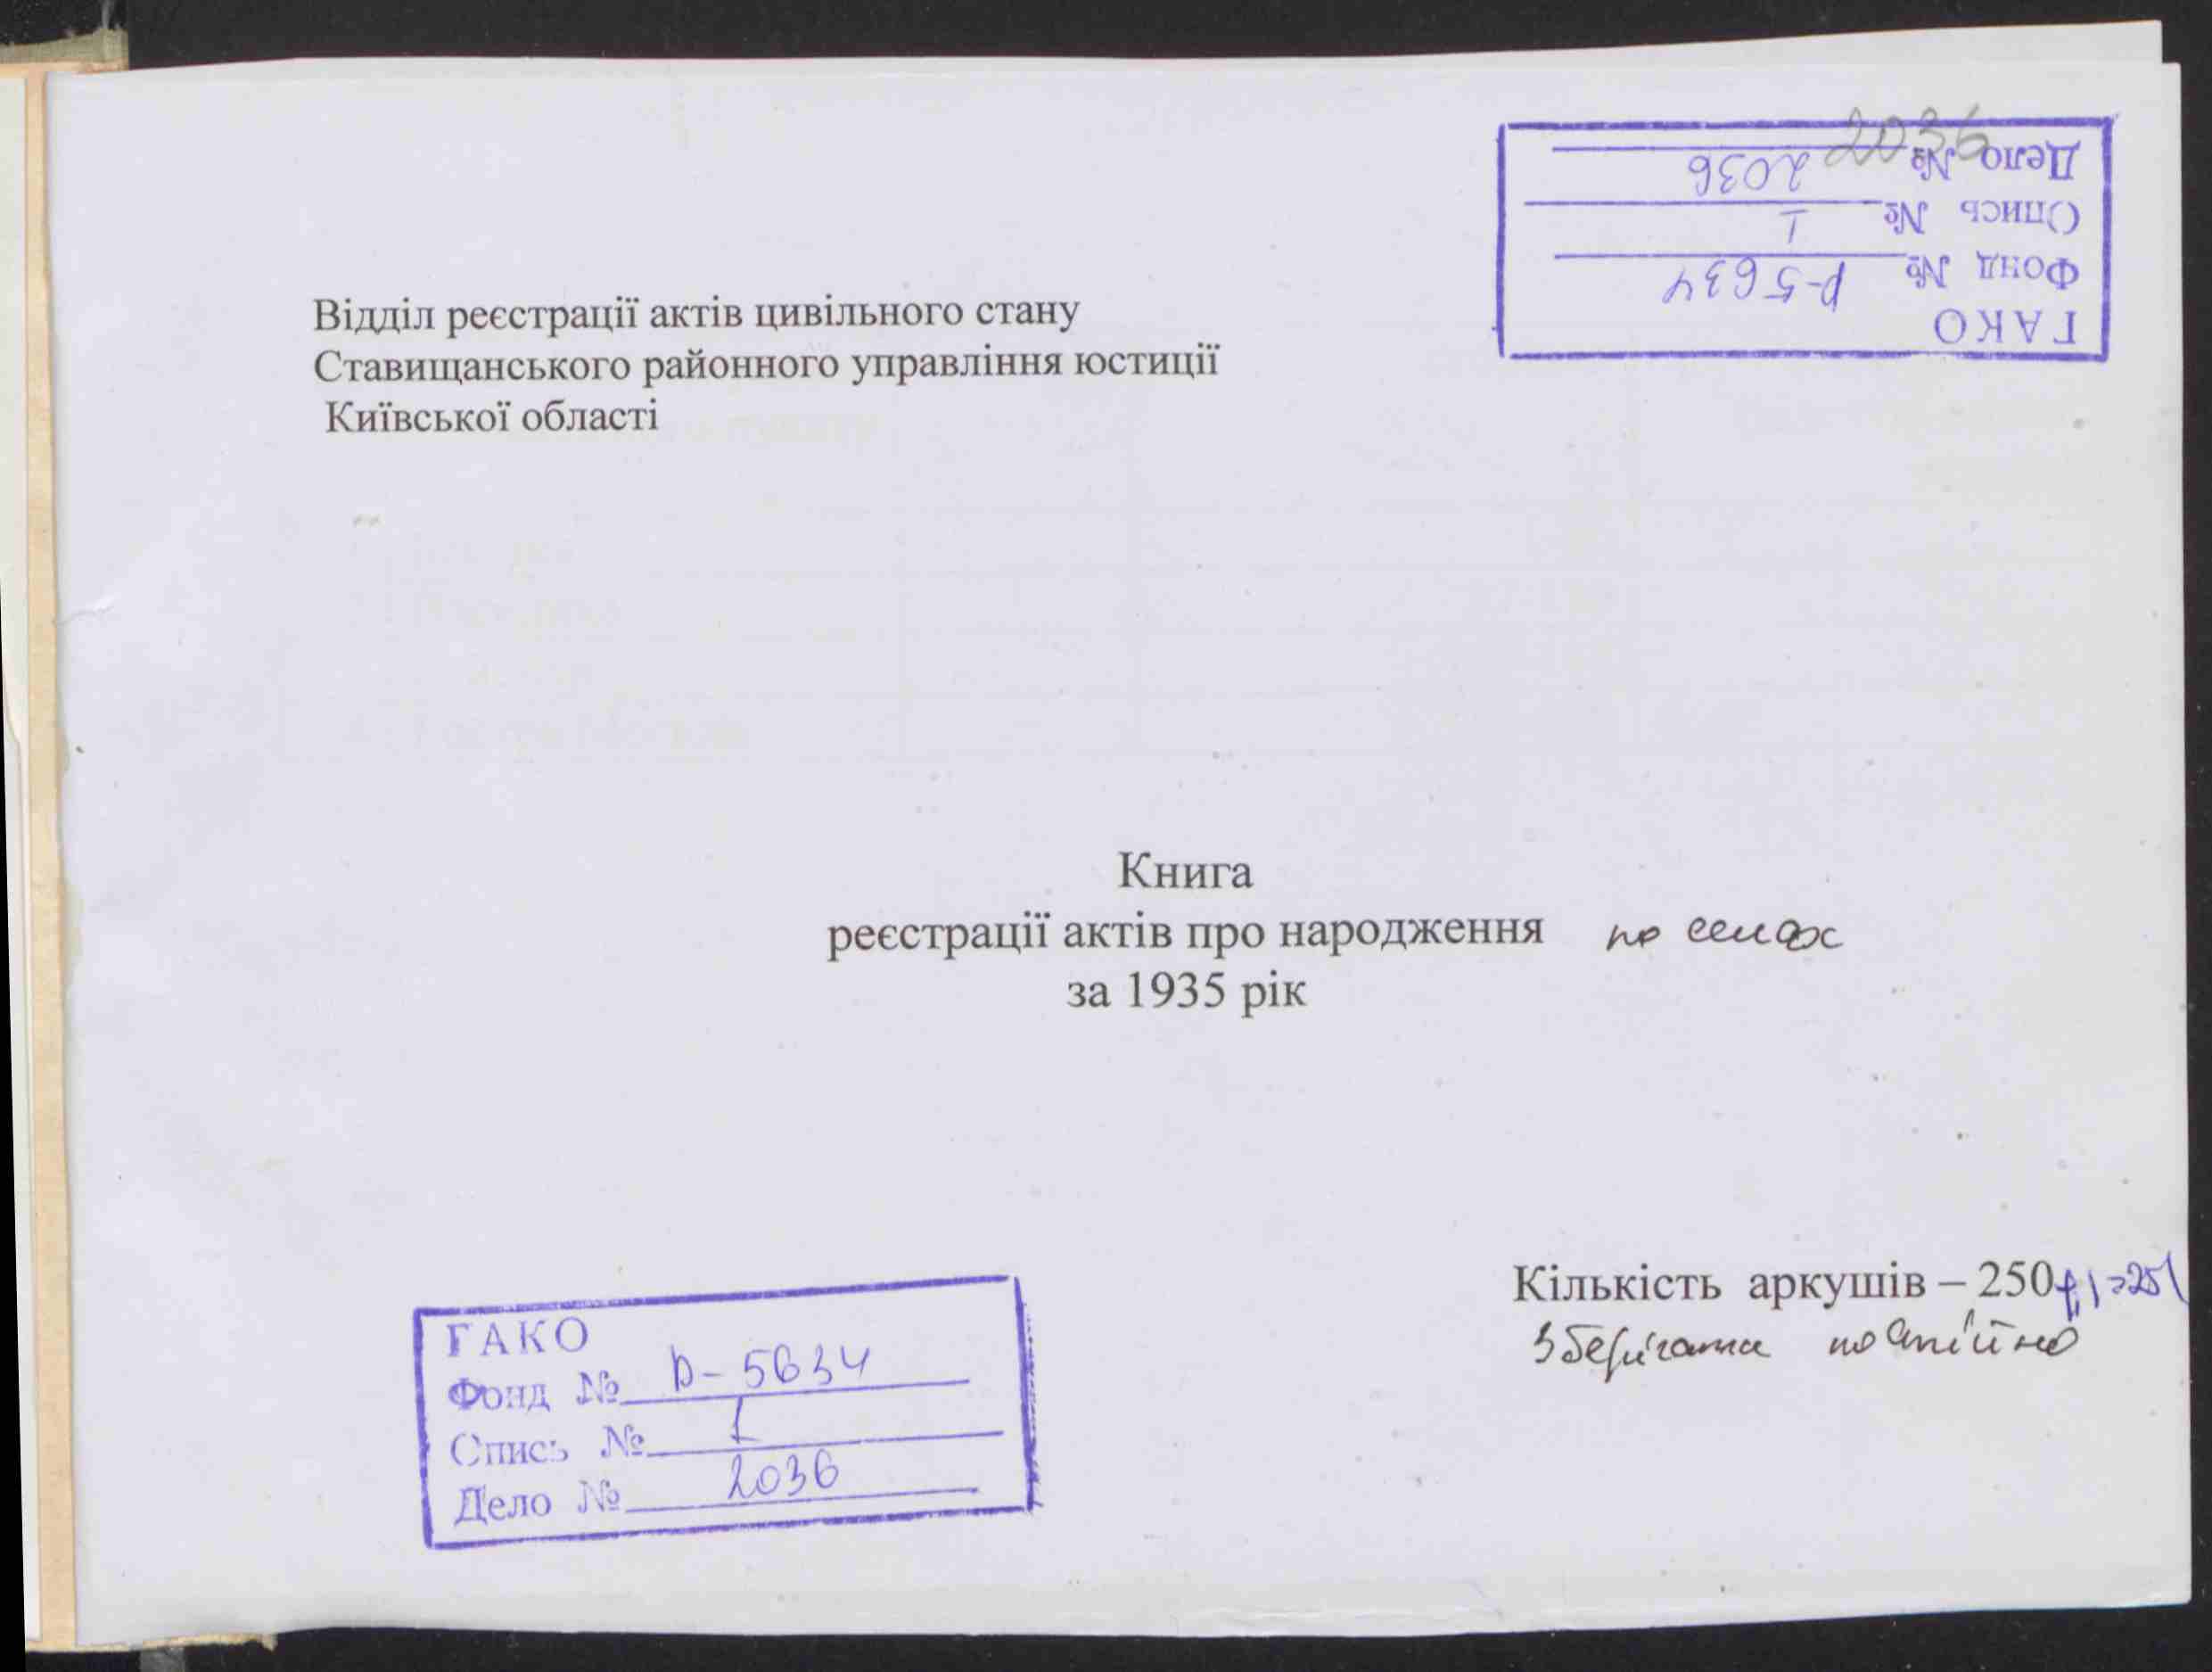 2036
ГАКО
Фонд № Р-5634
Опись № I
Дело № 2036
Відділ реєстрації актів цивільного стану
Ставищанського районного управління юстиції
Київської області
Книга
реєстрації актів про народження по селах
за 1935 рік
Кількість аркушів – 250+1=251
Зберігати постійно
ГАКО
Фонд № р-5634
Опись № I
Дело № 2036